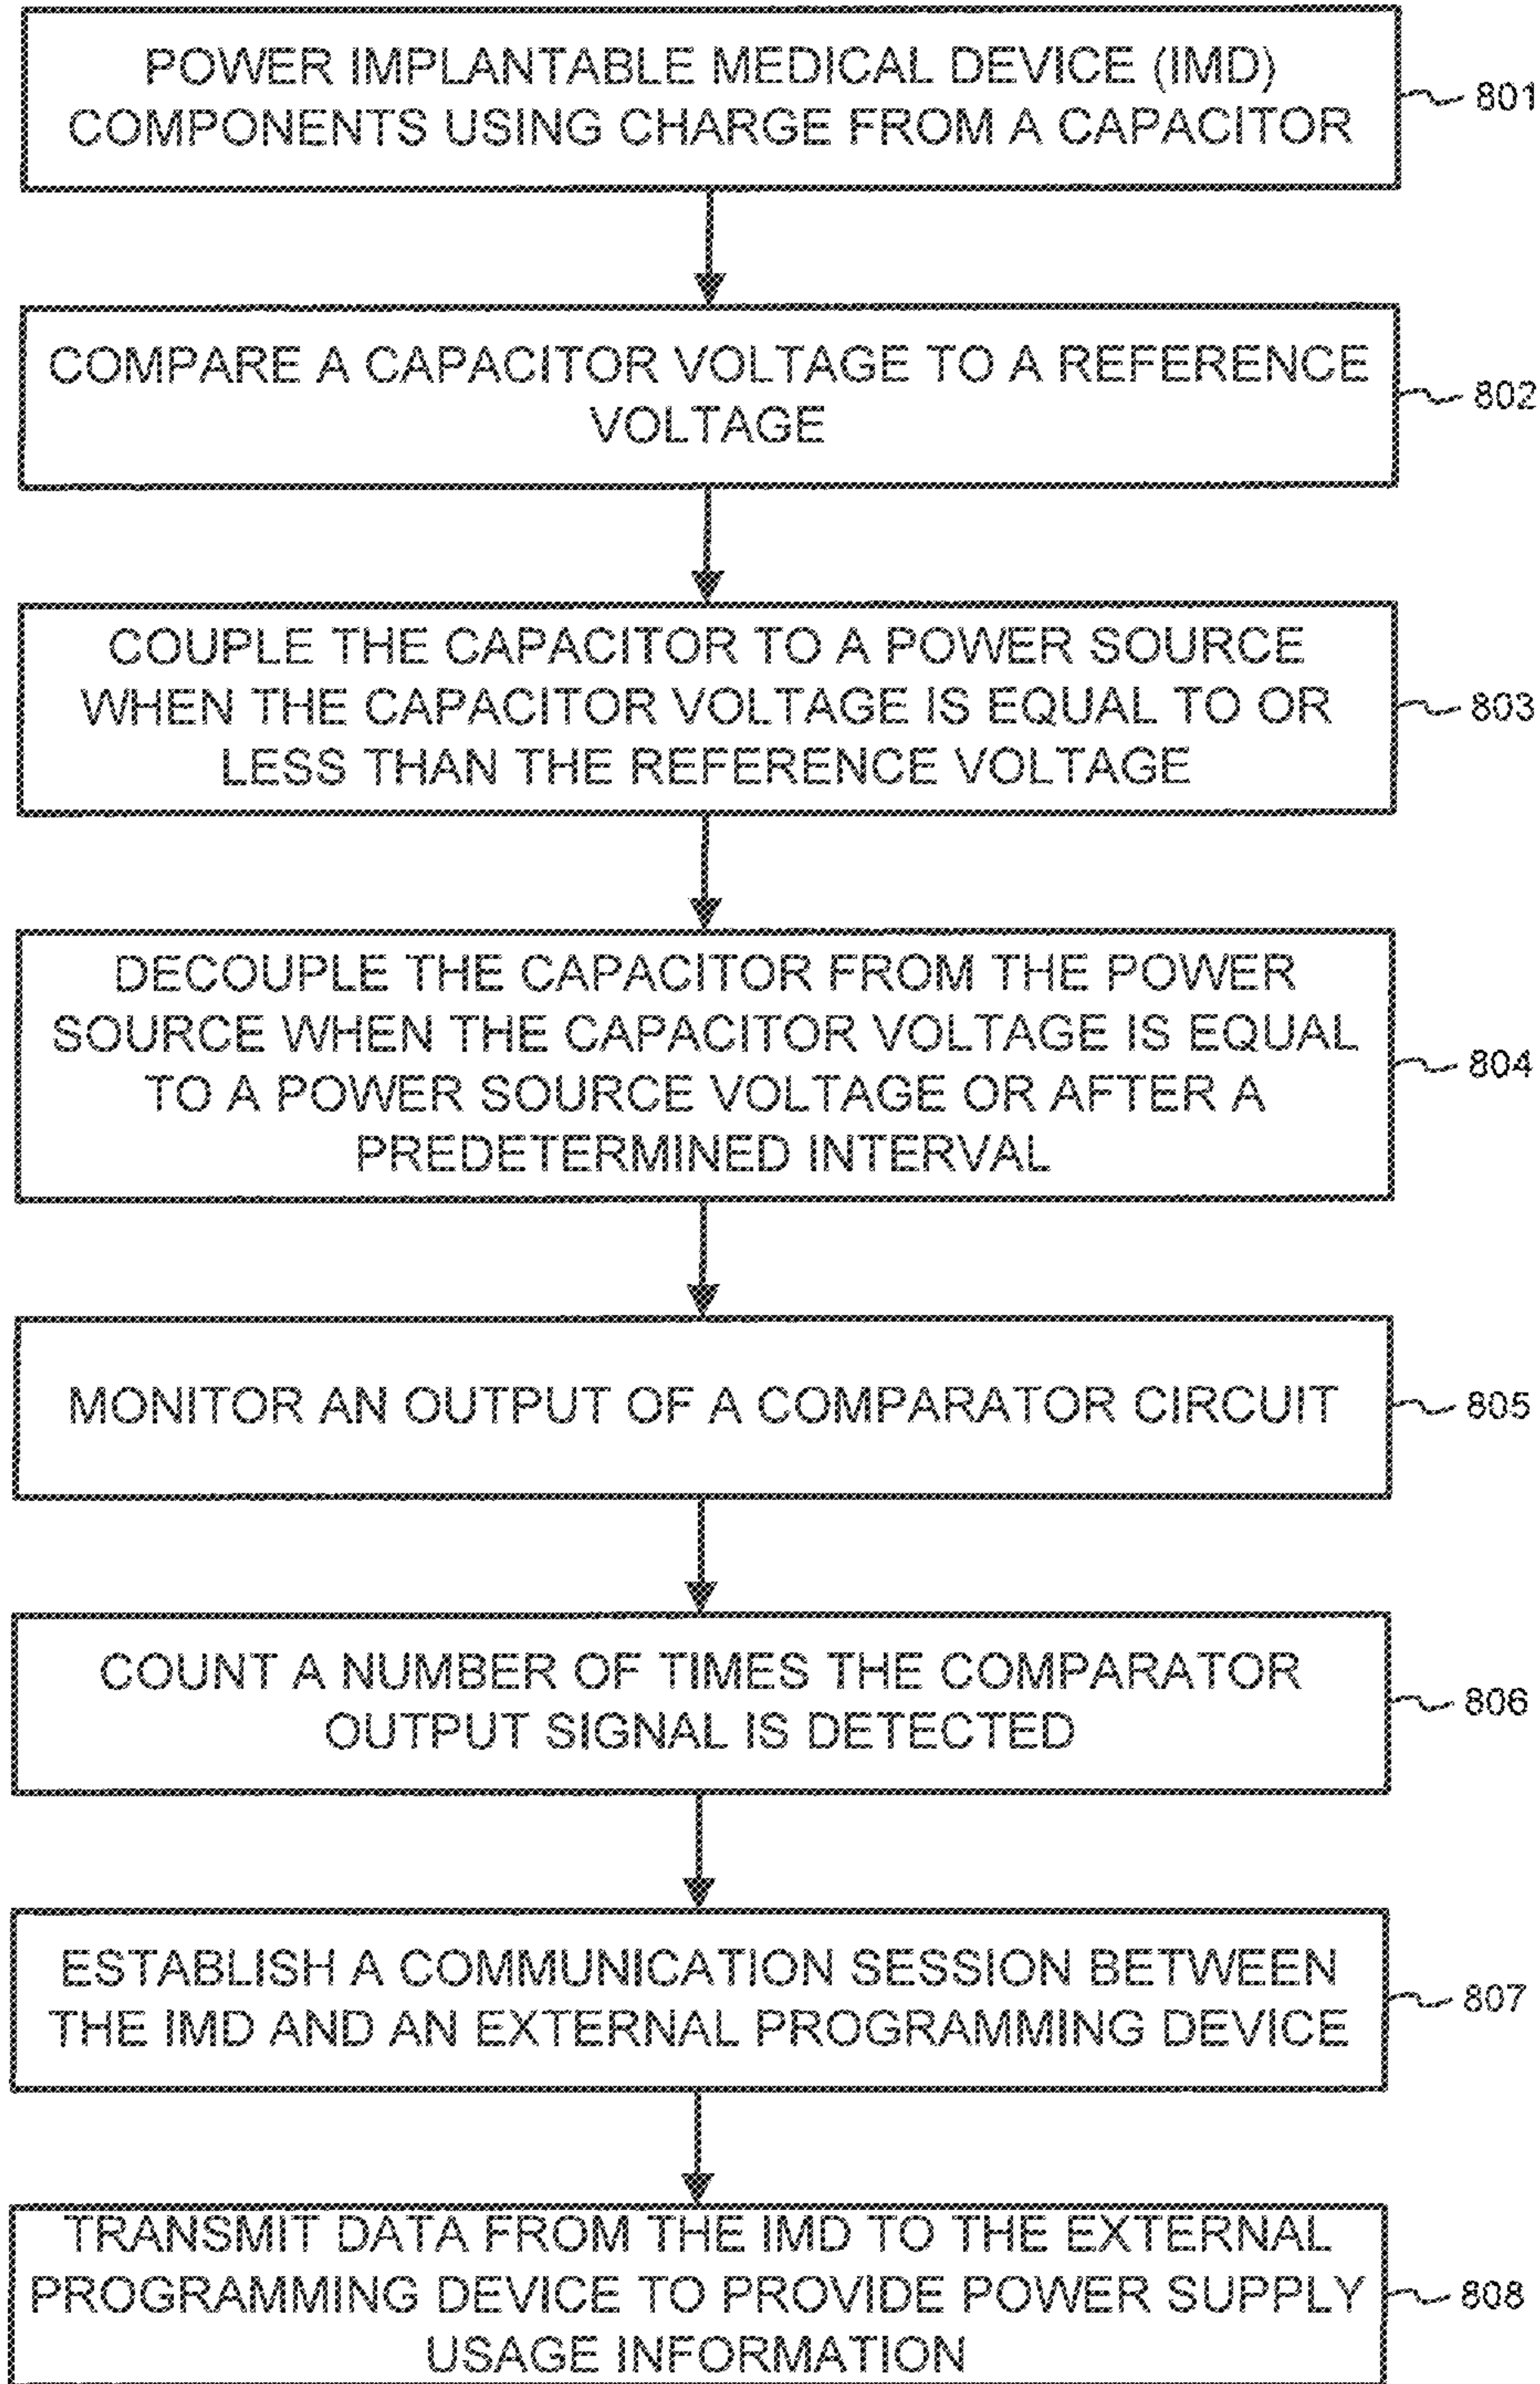 POWER IMPLANTABLE MEDICAL DEVICE (IMD)
COMPONENTS USING CHARGE FROM A CAPACITOR
801
COMPARE A CAPACITOR VOLTAGE TO A REFERENCE
VOLTAGE
802
COUPLE THE CAPACITOR TO A POWER SOURCE
WHEN THE CAPACITOR VOLTAGE IS EQUAL TO OR
LESS THAN THE REFERENCE VOLTAGE
803
DECOUPLE THE CAPACITOR FROM THE POWER
SOURCE WHEN THE CAPACITOR VOLTAGE IS EQUAL
TO A POWER SOURCE VOLTAGE OR AFTER A
PREDETERMINED INTERVAL
804
MONITOR AN OUTPUT OF A COMPARATOR CIRCUIT
805
COUNT A NUMBER OF TIMES THE COMPARATOR
OUTPUT SIGNAL IS DETECTED
806
ESTABLISH A COMMUNICATION SESSION BETWEEN
THE IMD AND AN EXTERNAL PROGRAMMING DEVICE
807
TRANSMIT DATA FROM THE IMD TO THE EXTERNAL
PROGRAMMING DEVICE TO PROVIDE POWER SUPPLY
USAGE INFORMATION
808